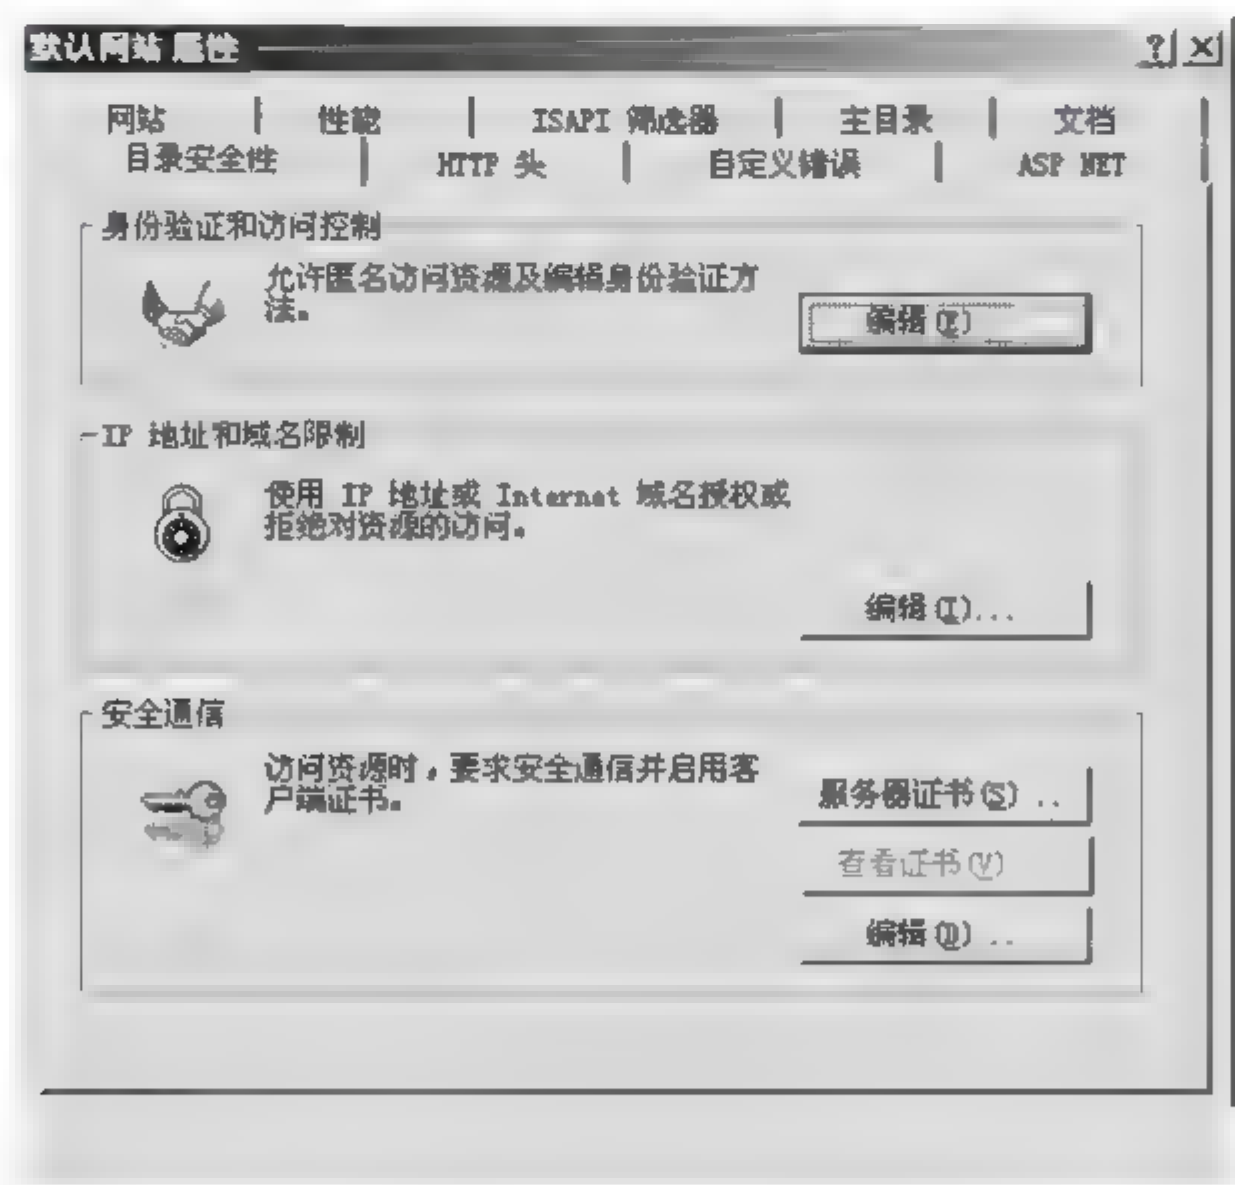 默认网站 属性
网站 性能 ISAPI 筛选器 主目录 文档
目录安全性 HTTP 头 自定义错误 ASP NET
身份验证和访问控制
允许匿名访问资源及编辑身份验证方
法。
编辑(E)
IP 地址和域名限制
使用 IP 地址或 Internet 域名授权或
拒绝对资源的访问。
编辑(I)...
安全通信
访问资源时，要求安全通信并启用客
户端证书。
服务器证书(S) ..
查看证书(V)
编辑(D) ..